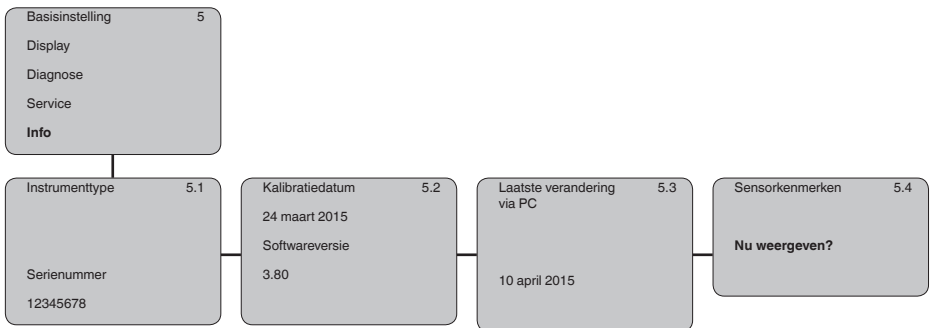 Basisinstelling 5
Display
Diagnose
Service
Info
Instrumenttype 5.1
Serienummer
12345678
Kalibratiedatum 5.2
24 maart 2015
Softwareversie
3.80
Laatste verandering 5.3
via PC
10 april 2015
Sensorkenmerken 5.4
Nu weergeven?